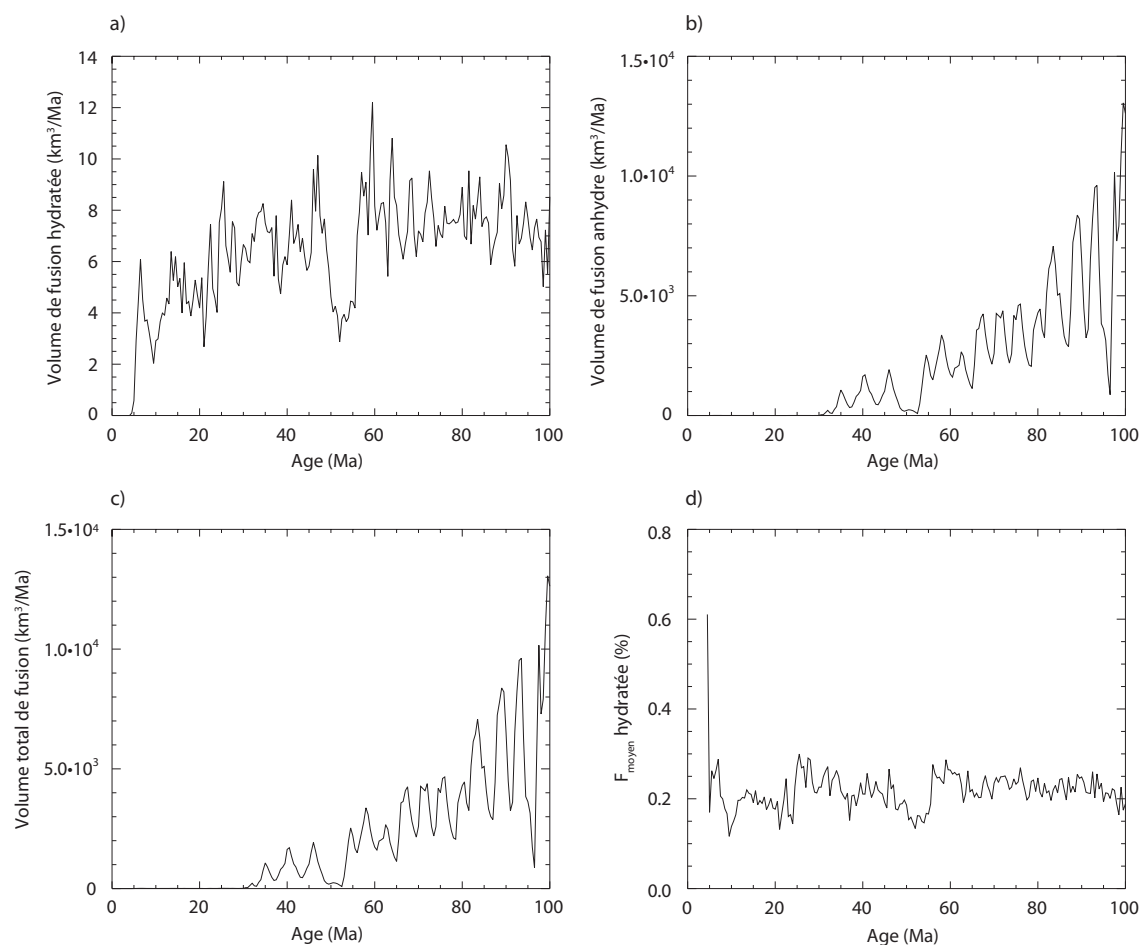 a)
Volume de fusion hydratée (km³/Ma)
14
12
10
8
6
4
2
0
0 20 40 60 80 100
Age (Ma)
b)
Volume de fusion anhydre (km³/Ma)
1.5•10⁴
1.0•10⁴
5.0•10³
0
0 20 40 60 80 100
Age (Ma)
c)
Volume total de fusion (km³/Ma)
1.5•10⁴
1.0•10⁴
5.0•10³
0
0 20 40 60 80 100
Age (Ma)
d)
Fmoyen hydratée (%)
0.8
0.6
0.4
0.2
0.0
0 20 40 60 80 100
Age (Ma)